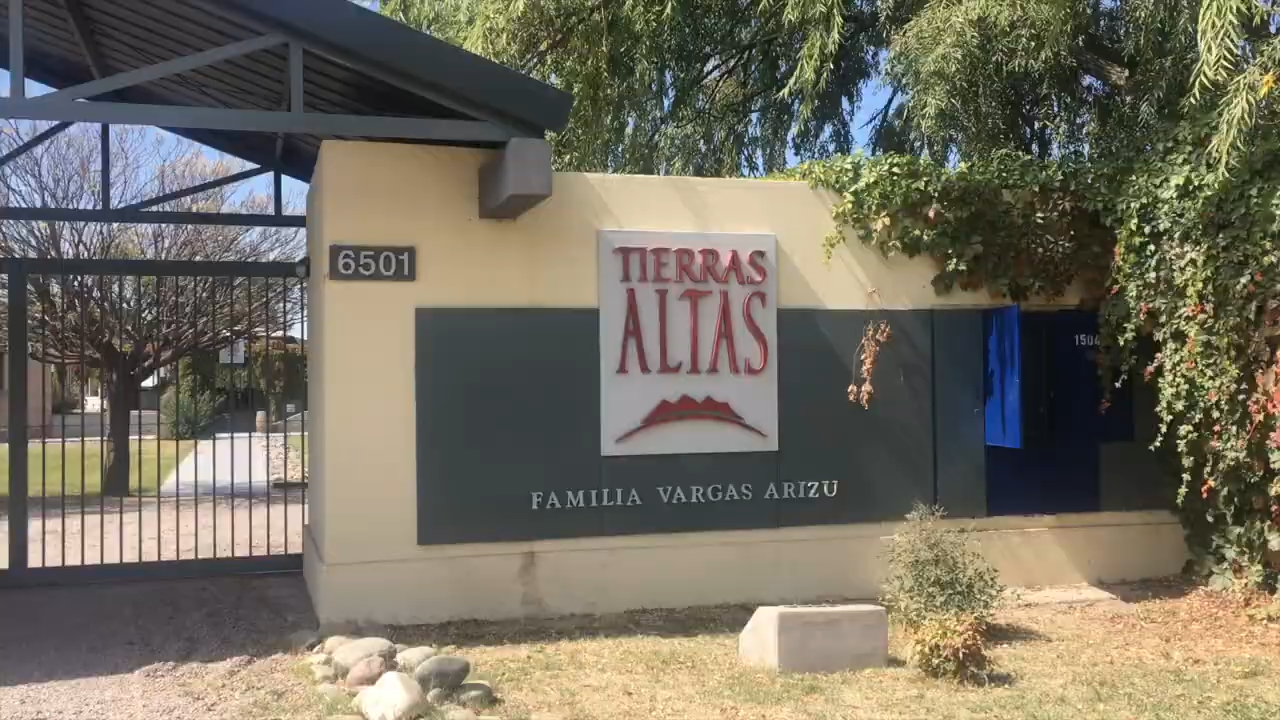 6501
TIERRAS
ALTAS
FAMILIA VARGAS ARIZU
1504